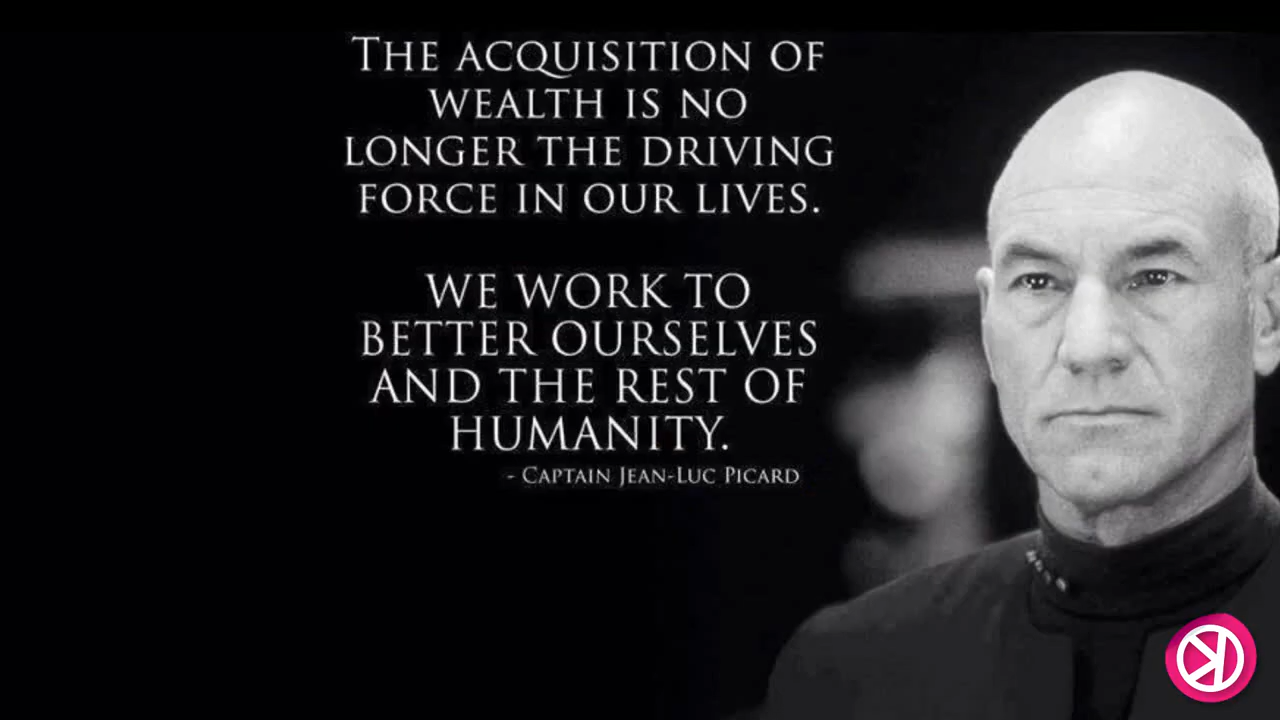 THE ACQUISITION OF
WEALTH IS NO
LONGER THE DRIVING
FORCE IN OUR LIVES.
WE WORK TO
BETTER OURSELVES
AND THE REST OF
HUMANITY.
- CAPTAIN JEAN-LUC PICARD